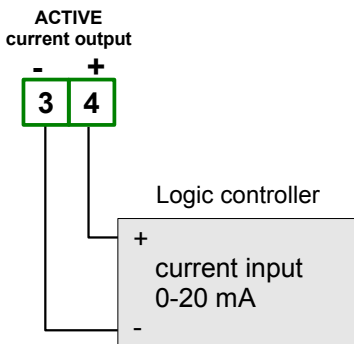 ACTIVE
current output
- +
3 4
Logic controller
+
current input
0-20 mA
-